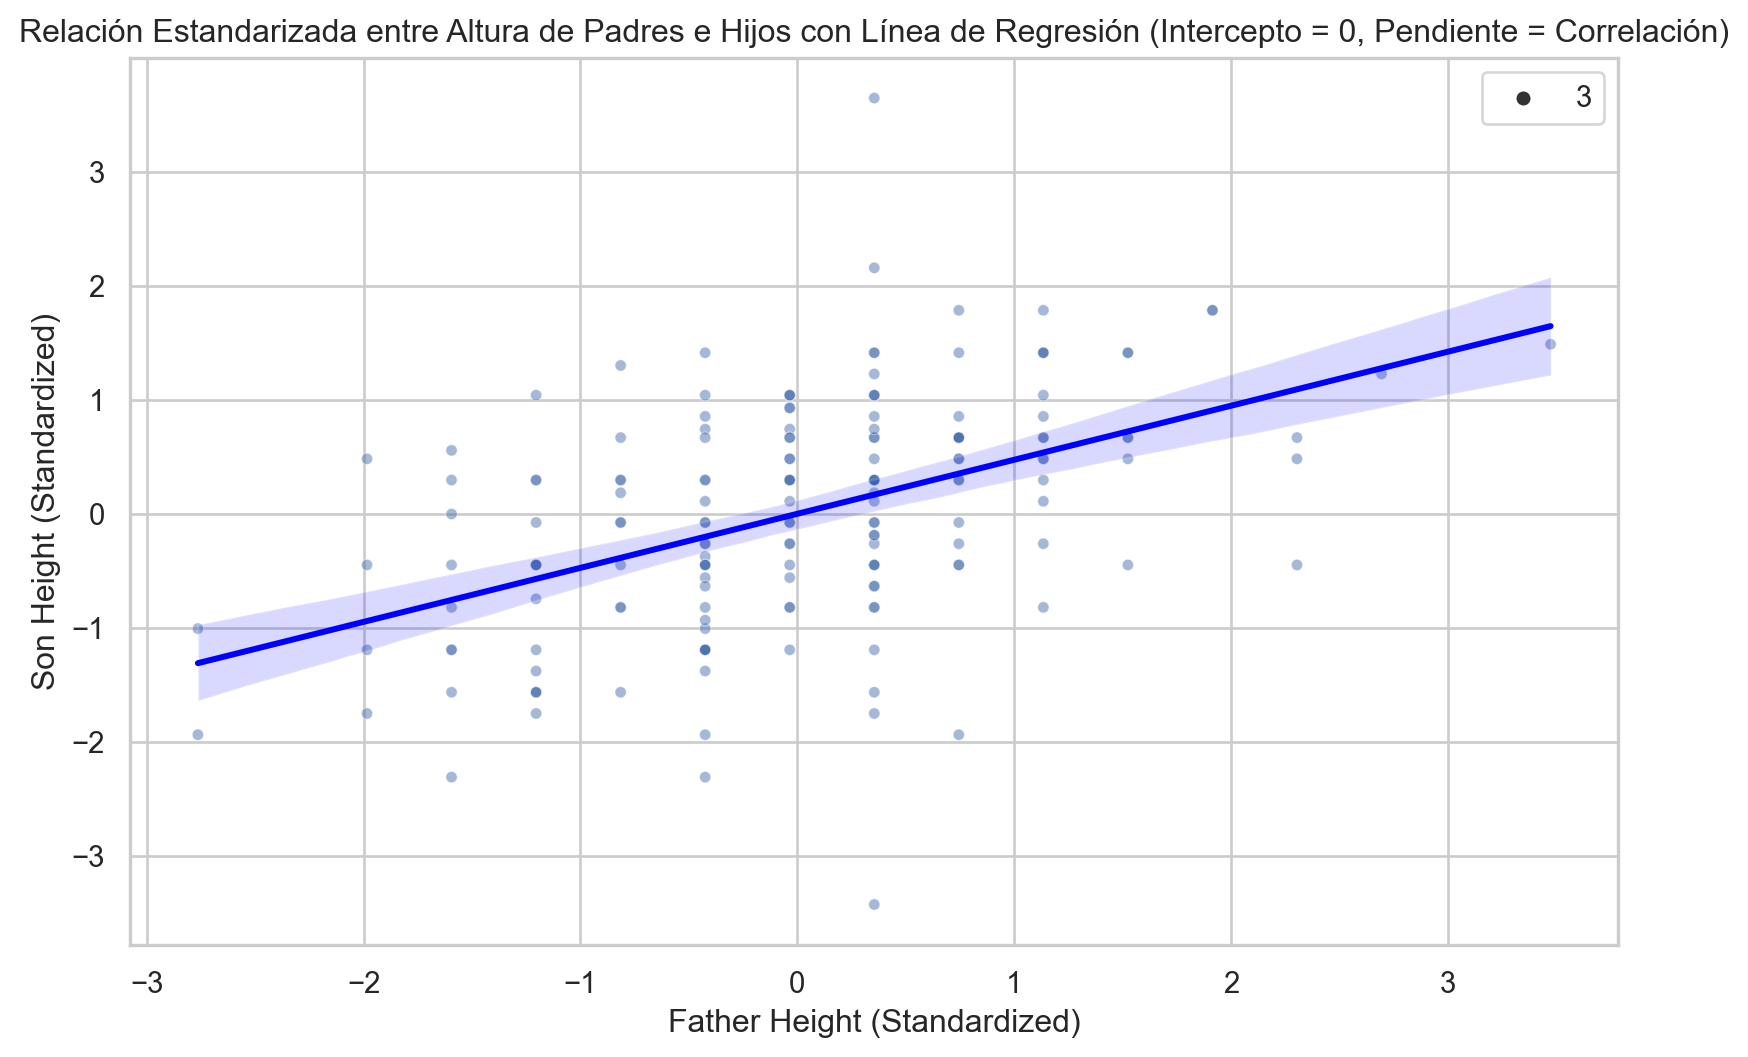 Relación Estandarizada entre Altura de Padres e Hijos con Línea de Regresión (Intercepto = 0, Pendiente = Correlación)
3
3
2
1
0
−1
−2
−3
Son Height (Standardized)
−3 −2 −1 0 1 2 3
Father Height (Standardized)